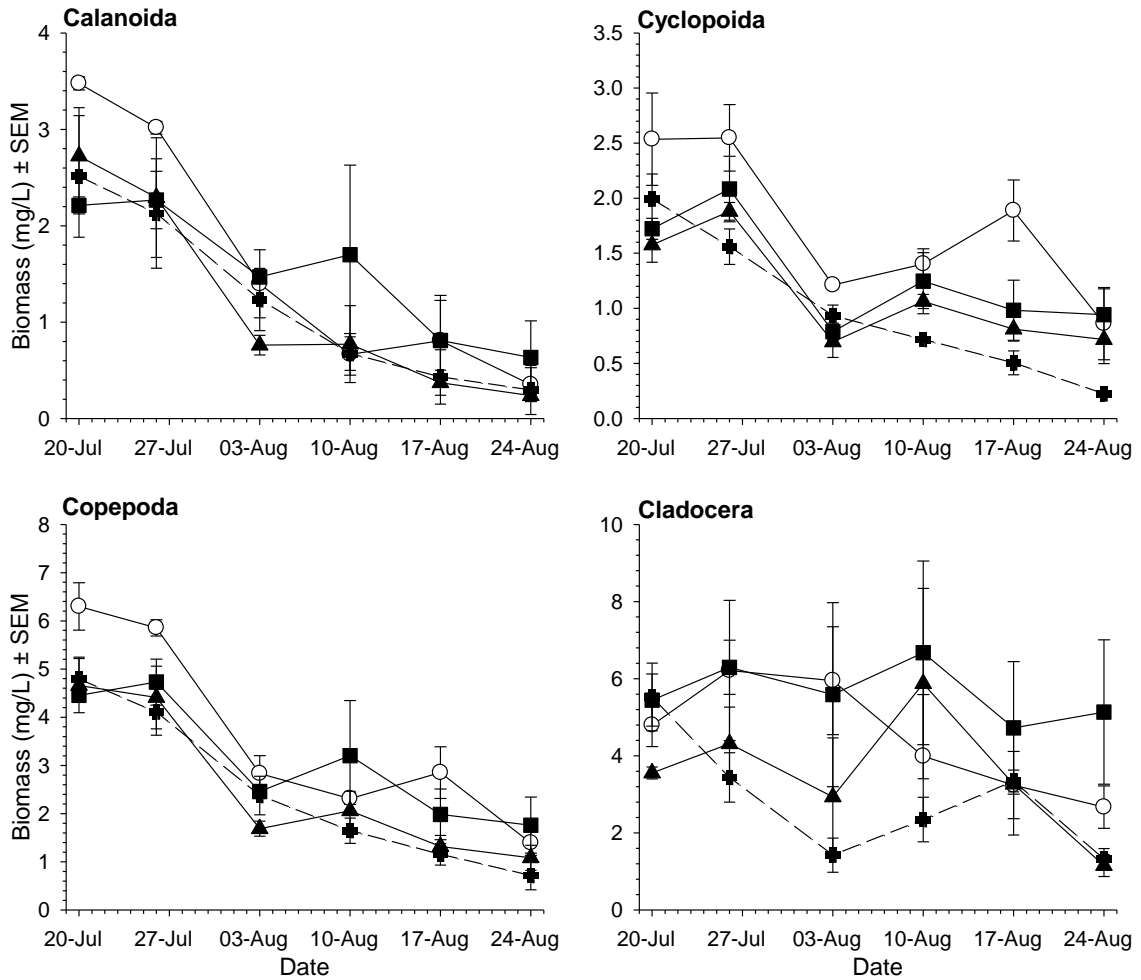 Calanoida
Biomass (mg/L) ± SEM
4
3
2
1
0
20-Jul 27-Jul 03-Aug 10-Aug 17-Aug 24-Aug
Cyclopoida
3.5
3.0
2.5
2.0
1.5
1.0
0.5
0.0
20-Jul 27-Jul 03-Aug 10-Aug 17-Aug 24-Aug
Copepoda
Biomass (mg/L) ± SEM
8
7
6
5
4
3
2
1
0
20-Jul 27-Jul 03-Aug 10-Aug 17-Aug 24-Aug
Date
Cladocera
10
8
6
4
2
0
20-Jul 27-Jul 03-Aug 10-Aug 17-Aug 24-Aug
Date